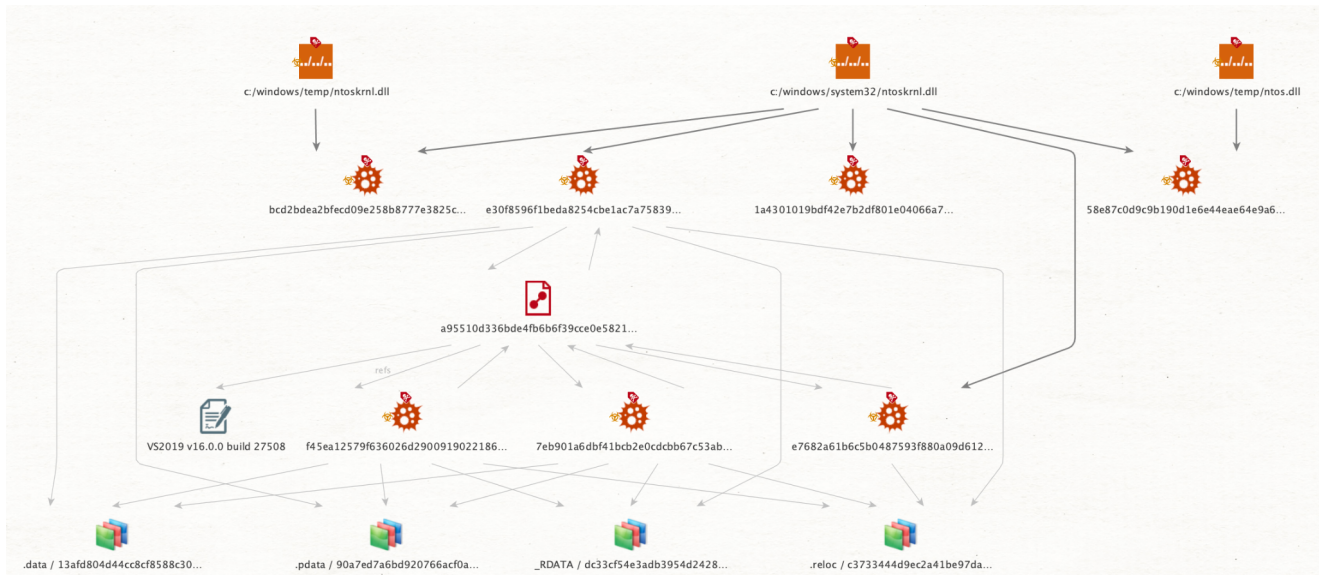 ../../..
../../..
../../..
c:/windows/temp/ntoskrnl.dll
c:/windows/system32/ntoskrnl.dll
c:/windows/temp/ntos.dll
bcd2bdea2bfecd09e258b8777e3825c...
e30f8596f1beda8254cbe1ac7a75839...
1a4301019bdf42e7b2df801e04066a7...
58e87c0d9c9b190d1e6e44eae64e9a6...
a95510d336bde4fb6b6f39cce0e5821...
refs
VS2019 v16.0.0 build 27508
f45ea12579f636026d2900919022186...
7eb901a6dbf41bcb2e0cdcbb67c53ab...
e7682a61b6c5b0487593f880a09d612...
.data / 13afd804d44cc8cf8588c30...
.pdata / 90a7ed7a6bd920766acf0a...
_RDATA / dc33cf54e3adb3954d2428...
.reloc / c3733444d9ec2a41be97da...